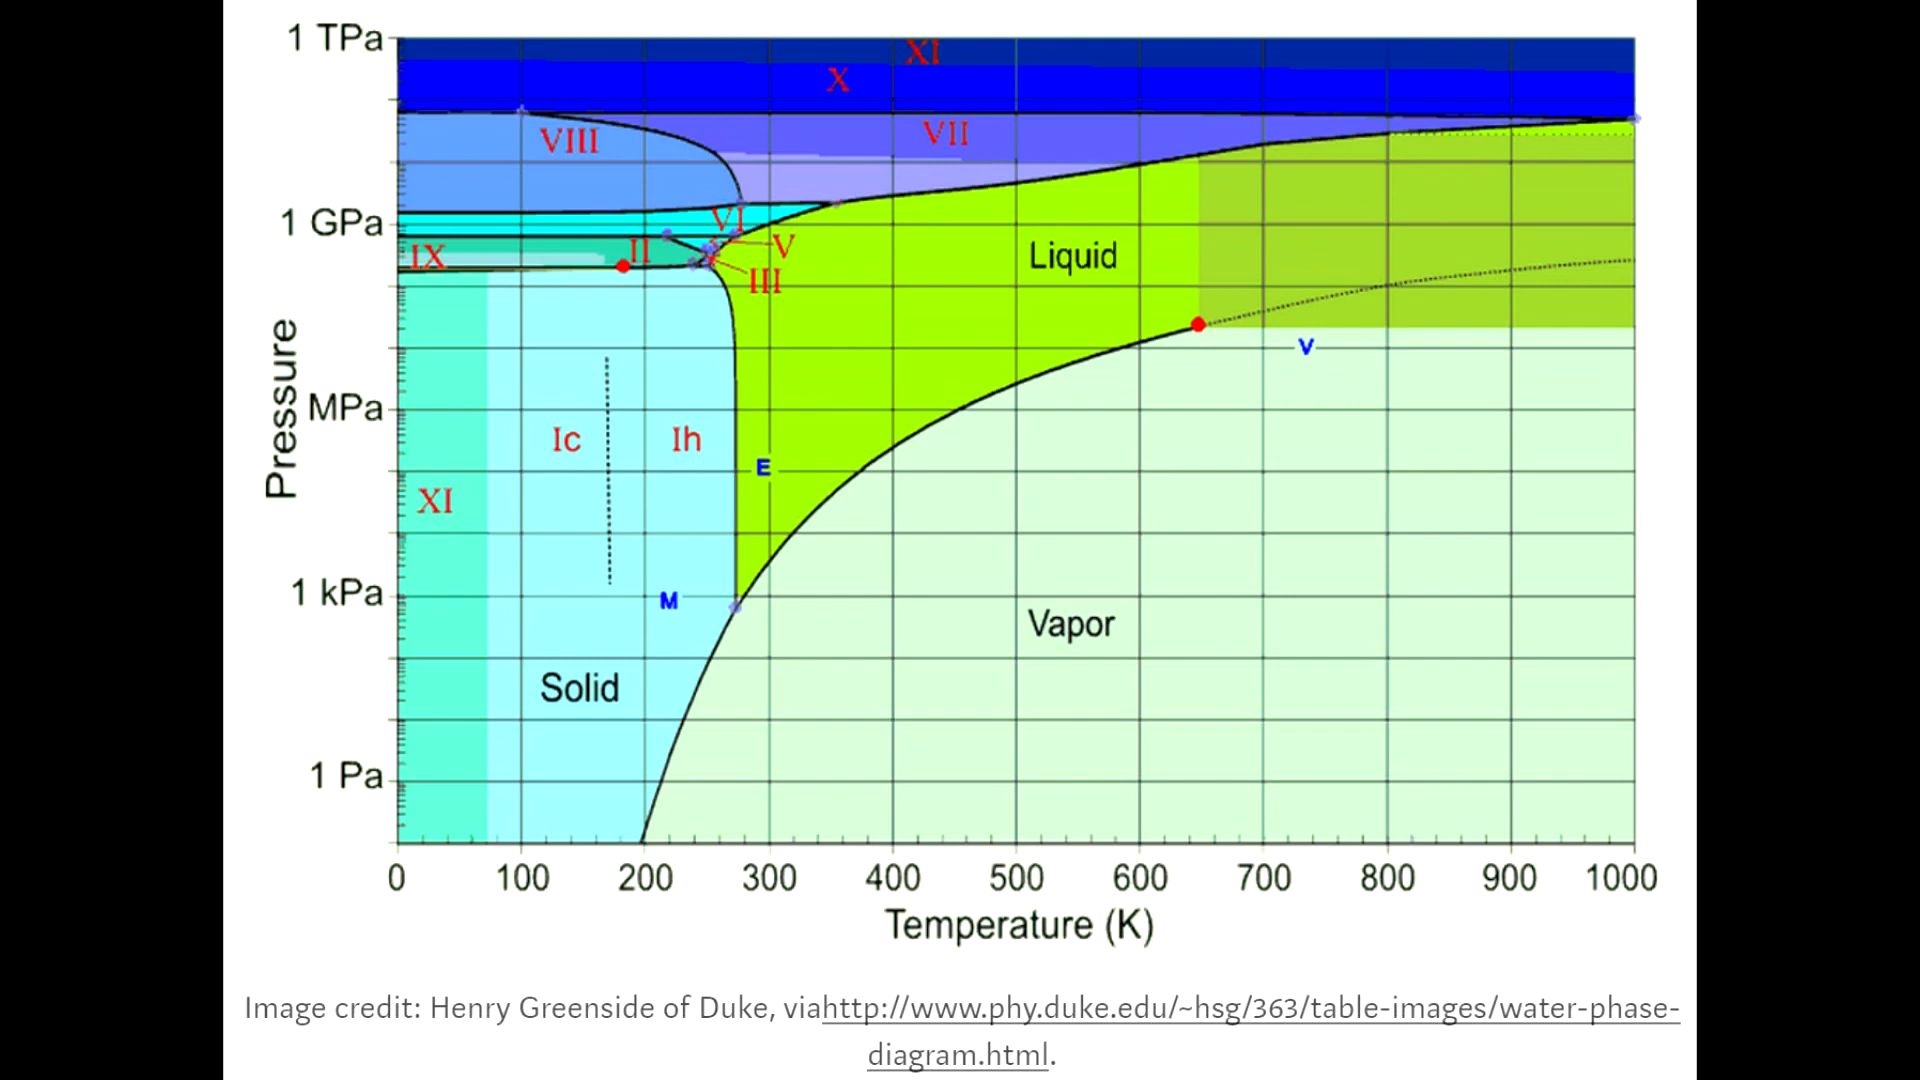 1 TPa
XI
X
VII
VIII
1 GPa
VI
V
IX
II
III
Liquid
V
Pressure
MPa
Ic
Ih
E
XI
1 kPa
M
Vapor
Solid
1 Pa
0 100 200 300 400 500 600 700 800 900 1000
Temperature (K)
Image credit: Henry Greenside of Duke, viahttp://www.phy.duke.edu/~hsg/363/table-images/water-phase-
diagram.html.